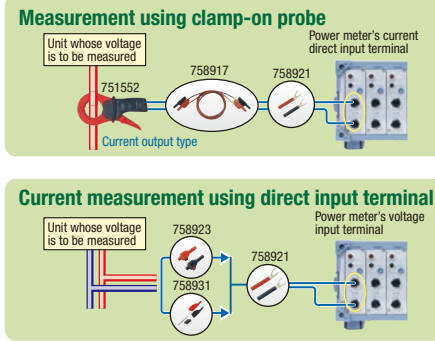 Measurement using clamp-on probe
Unit whose voltage
is to be measured
Power meter's current
direct input terminal
758917
758921
751552
Current output type
Current measurement using direct input terminal
Unit whose voltage
is to be measured
Power meter's voltage
input terminal
758923
758921
758931